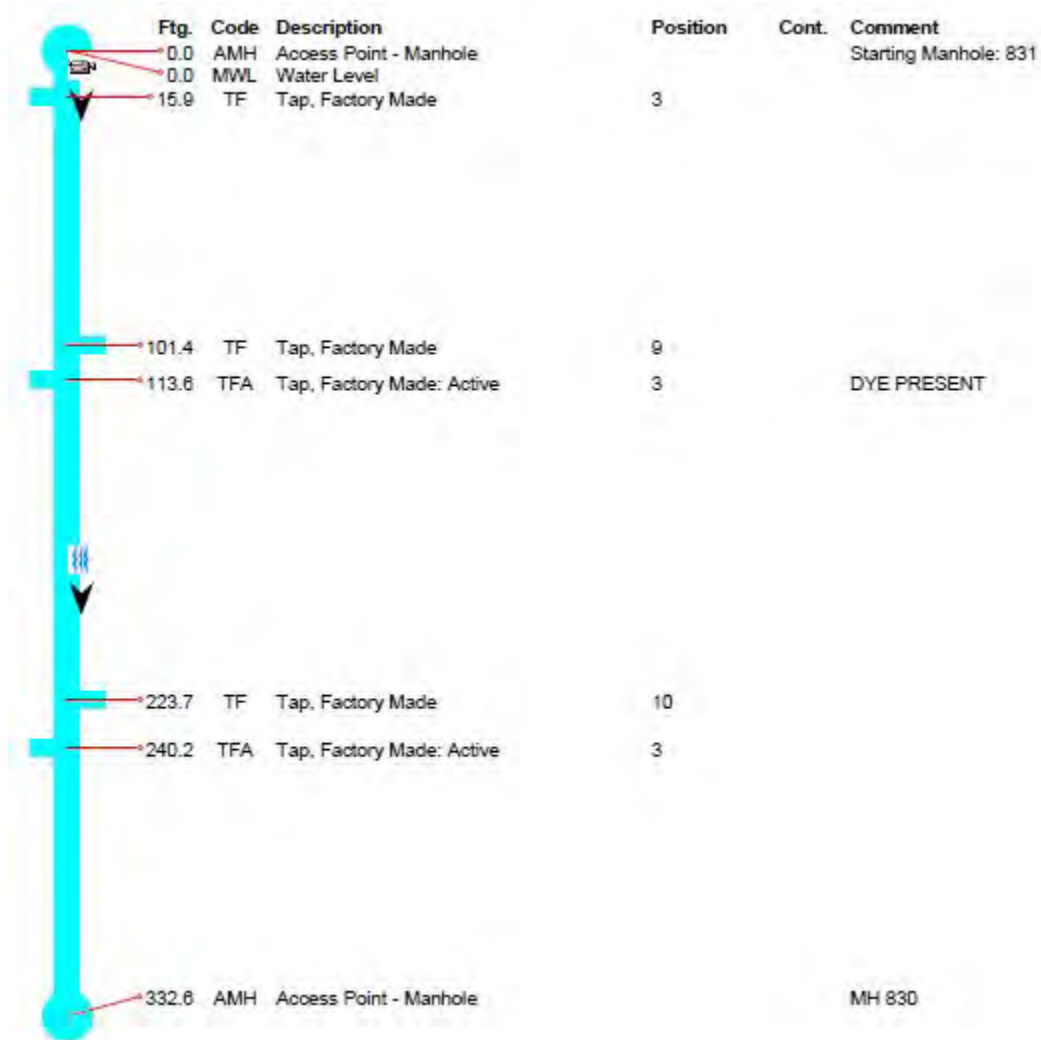 Ftg. Code Description Position Cont. Comment
0.0 AMH Access Point - Manhole Starting Manhole: 831
0.0 MWL Water Level
15.9 TF Tap, Factory Made 3
101.4 TF Tap, Factory Made 9
113.6 TFA Tap, Factory Made: Active 3 DYE PRESENT
223.7 TF Tap, Factory Made 10
240.2 TFA Tap, Factory Made: Active 3
332.6 AMH Access Point - Manhole MH 830